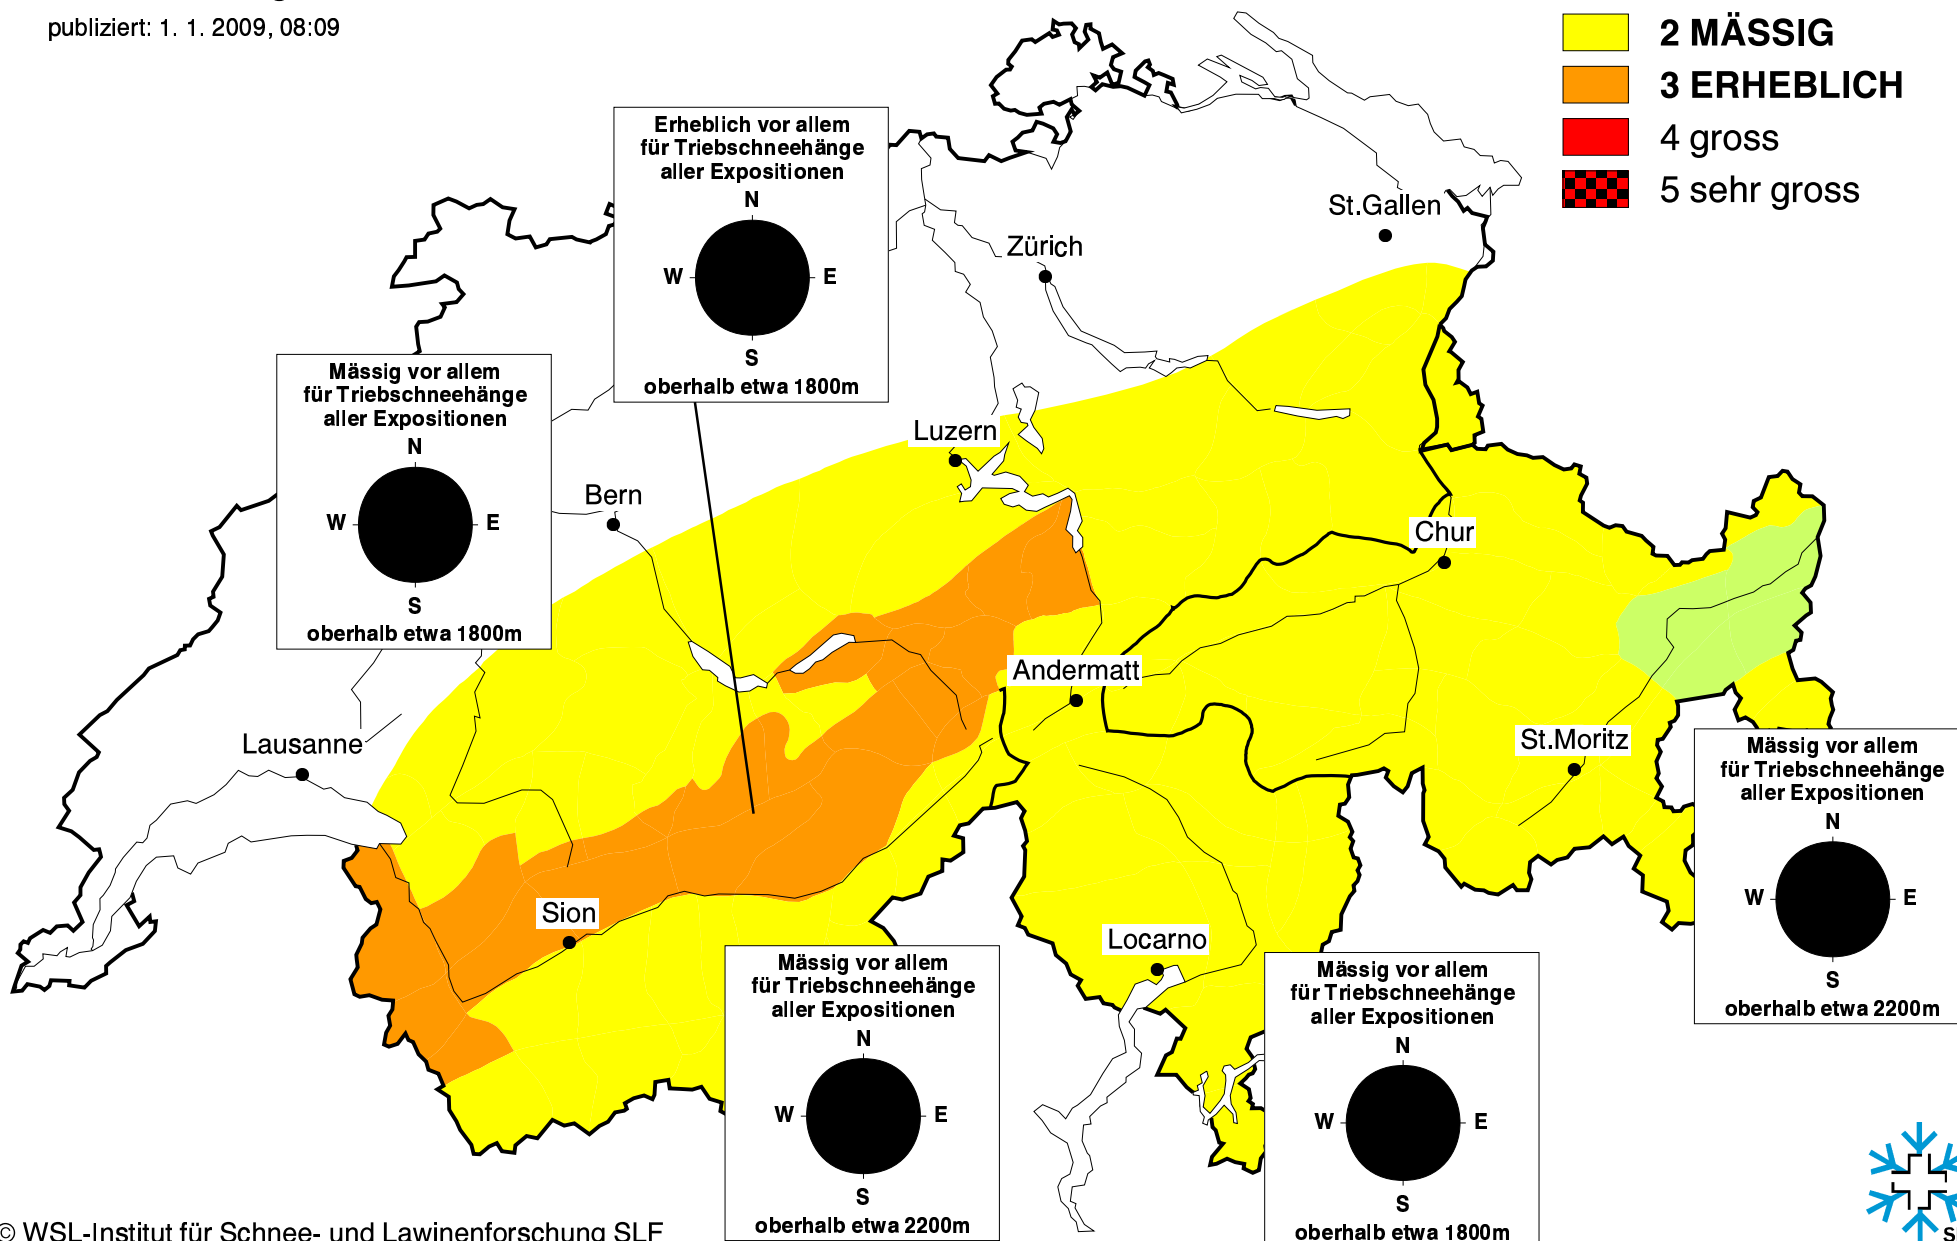 publiziert: 1. 1. 2009, 08:09
2 MÄSSIG
3 ERHEBLICH
4 gross
5 sehr gross
Erheblich vor allem
für Triebschneehänge
aller Expositionen
N
W E
S
oberhalb etwa 1800m
St.Gallen
Zürich
Mässig vor allem
für Triebschneehänge
aller Expositionen
N
W E
S
oberhalb etwa 1800m
Luzern
Bern
Chur
Andermatt
Lausanne
St.Moritz
Mässig vor allem
für Triebschneehänge
aller Expositionen
N
W E
S
oberhalb etwa 2200m
Sion
Locarno
Mässig vor allem
für Triebschneehänge
aller Expositionen
N
W E
S
oberhalb etwa 2200m
Mässig vor allem
für Triebschneehänge
aller Expositionen
N
W E
S
oberhalb etwa 1800m
© WSL-Institut für Schnee- und Lawinenforschung SLF